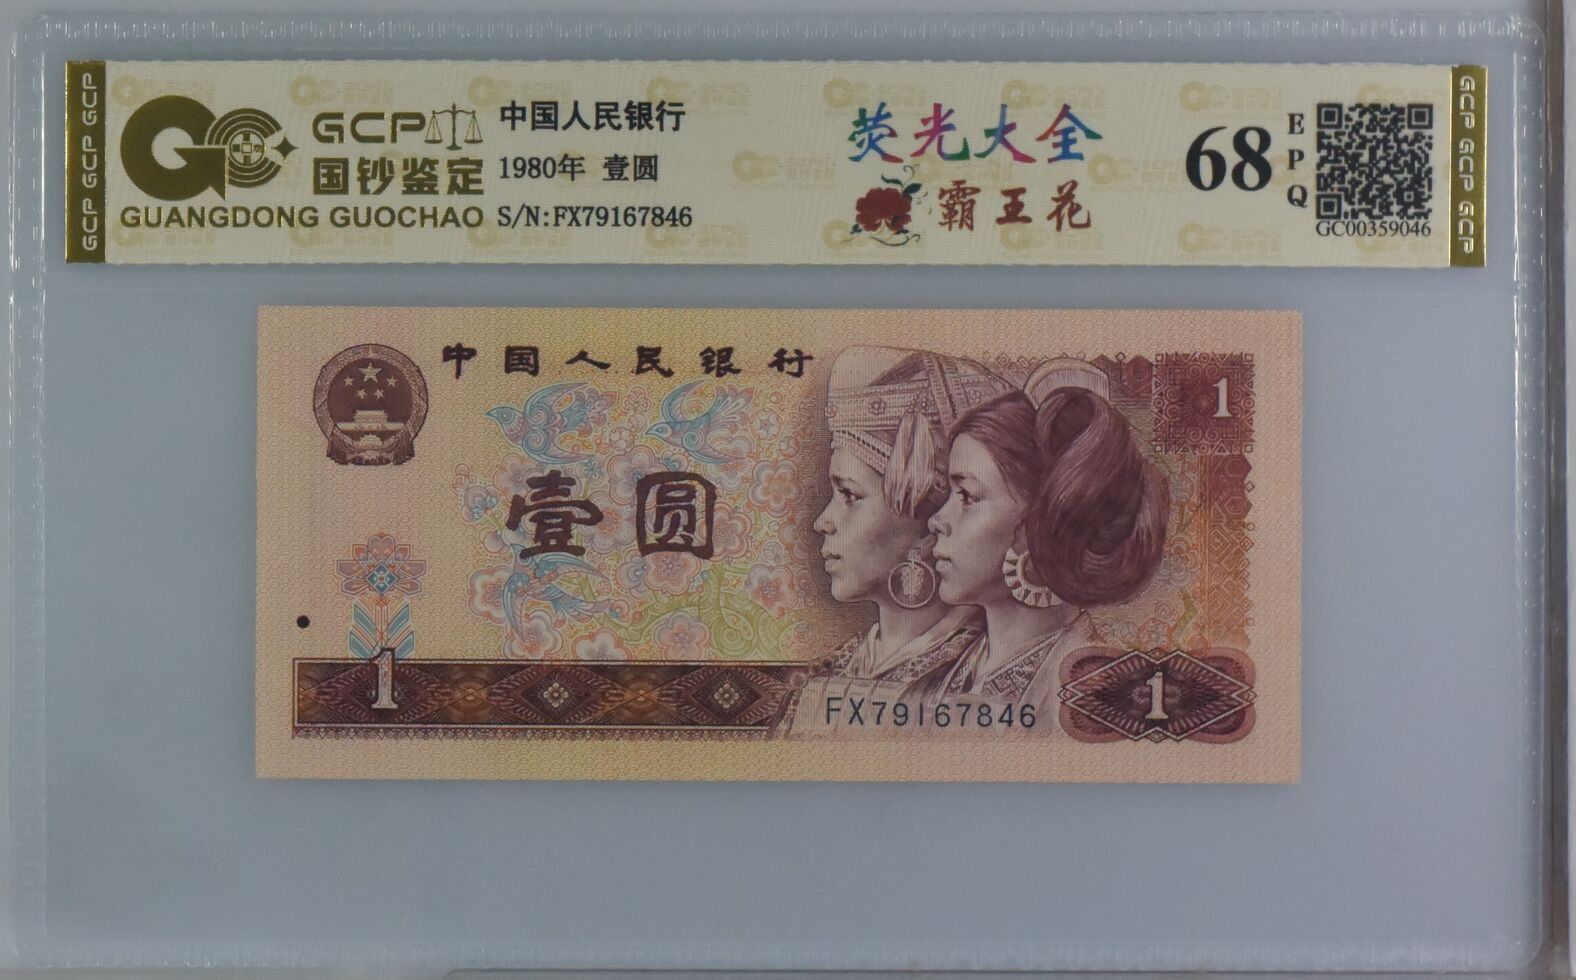 GCP GCP GCP
GCP
国钞鉴定
GUANGDONG GUOCHAO
中国人民银行
1980年 壹圆
S/N:FX79167846
荧光大全
霸王花
68
EPQ
GC00359046
GCP GCP GCP
中国人民银行
1
壹圆
1
FX79167846
1